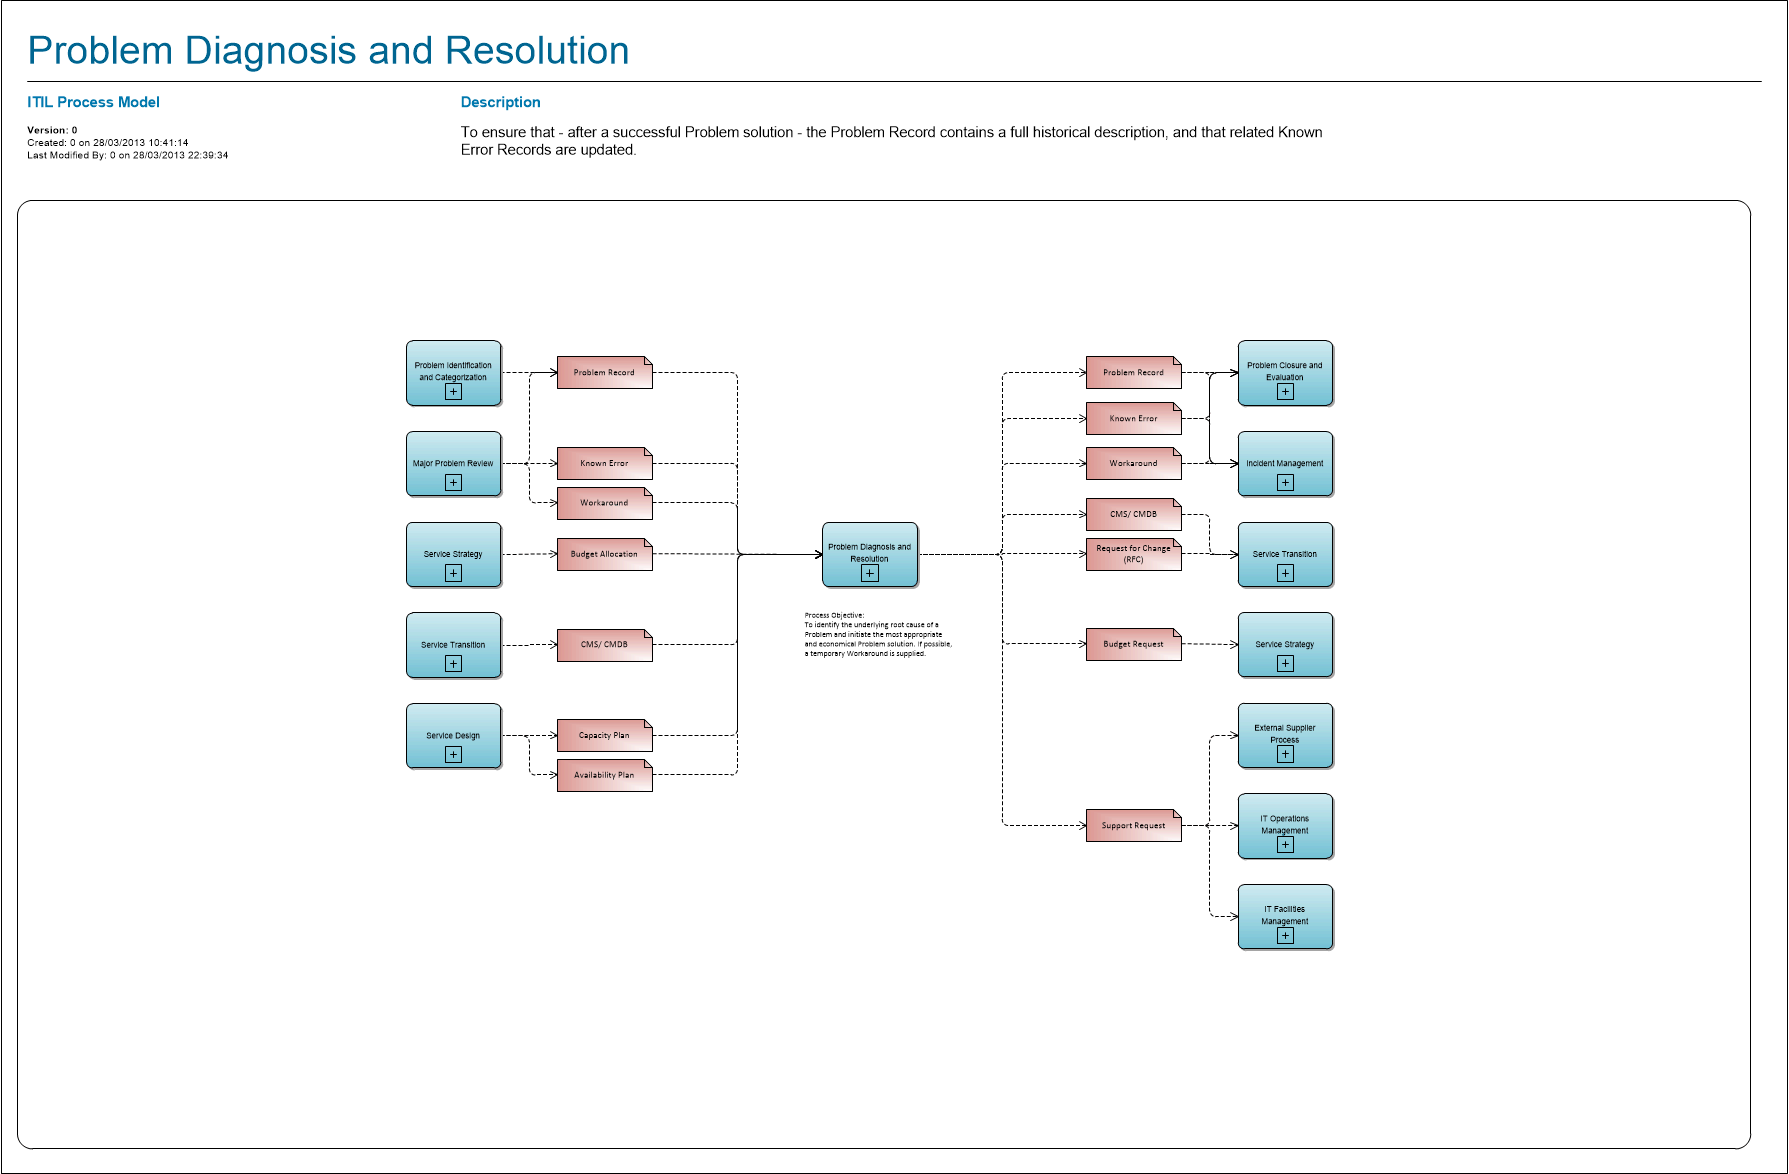 Problem Diagnosis and Resolution
ITIL Process Model
Version: 0
Created: 0 on 28/03/2013 10:41:14
Last Modified By: 0 on 28/03/2013 22:39:34
Description
To ensure that - after a successful Problem solution - the Problem Record contains a full historical description, and that related Known
Error Records are updated.
Problem Identification
and Categorization
Major Problem Review
Service Strategy
Service Transition
Service Design
Problem Record
Known Error
Workaround
Budget Allocation
CMS/ CMDB
Capacity Plan
Availability Plan
Problem Diagnosis and
Resolution
Process Objective:
To identify the underlying root cause of a
Problem and initiate the most appropriate
and economical Problem solution. If possible,
a temporary Workaround is supplied.
Problem Record
Known Error
Workaround
CMS/ CMDB
Request for Change
(RFC)
Budget Request
Support Request
Problem Closure and
Evaluation
Incident Management
Service Transition
Service Strategy
External Supplier
Process
IT Operations
Management
IT Facilities
Management